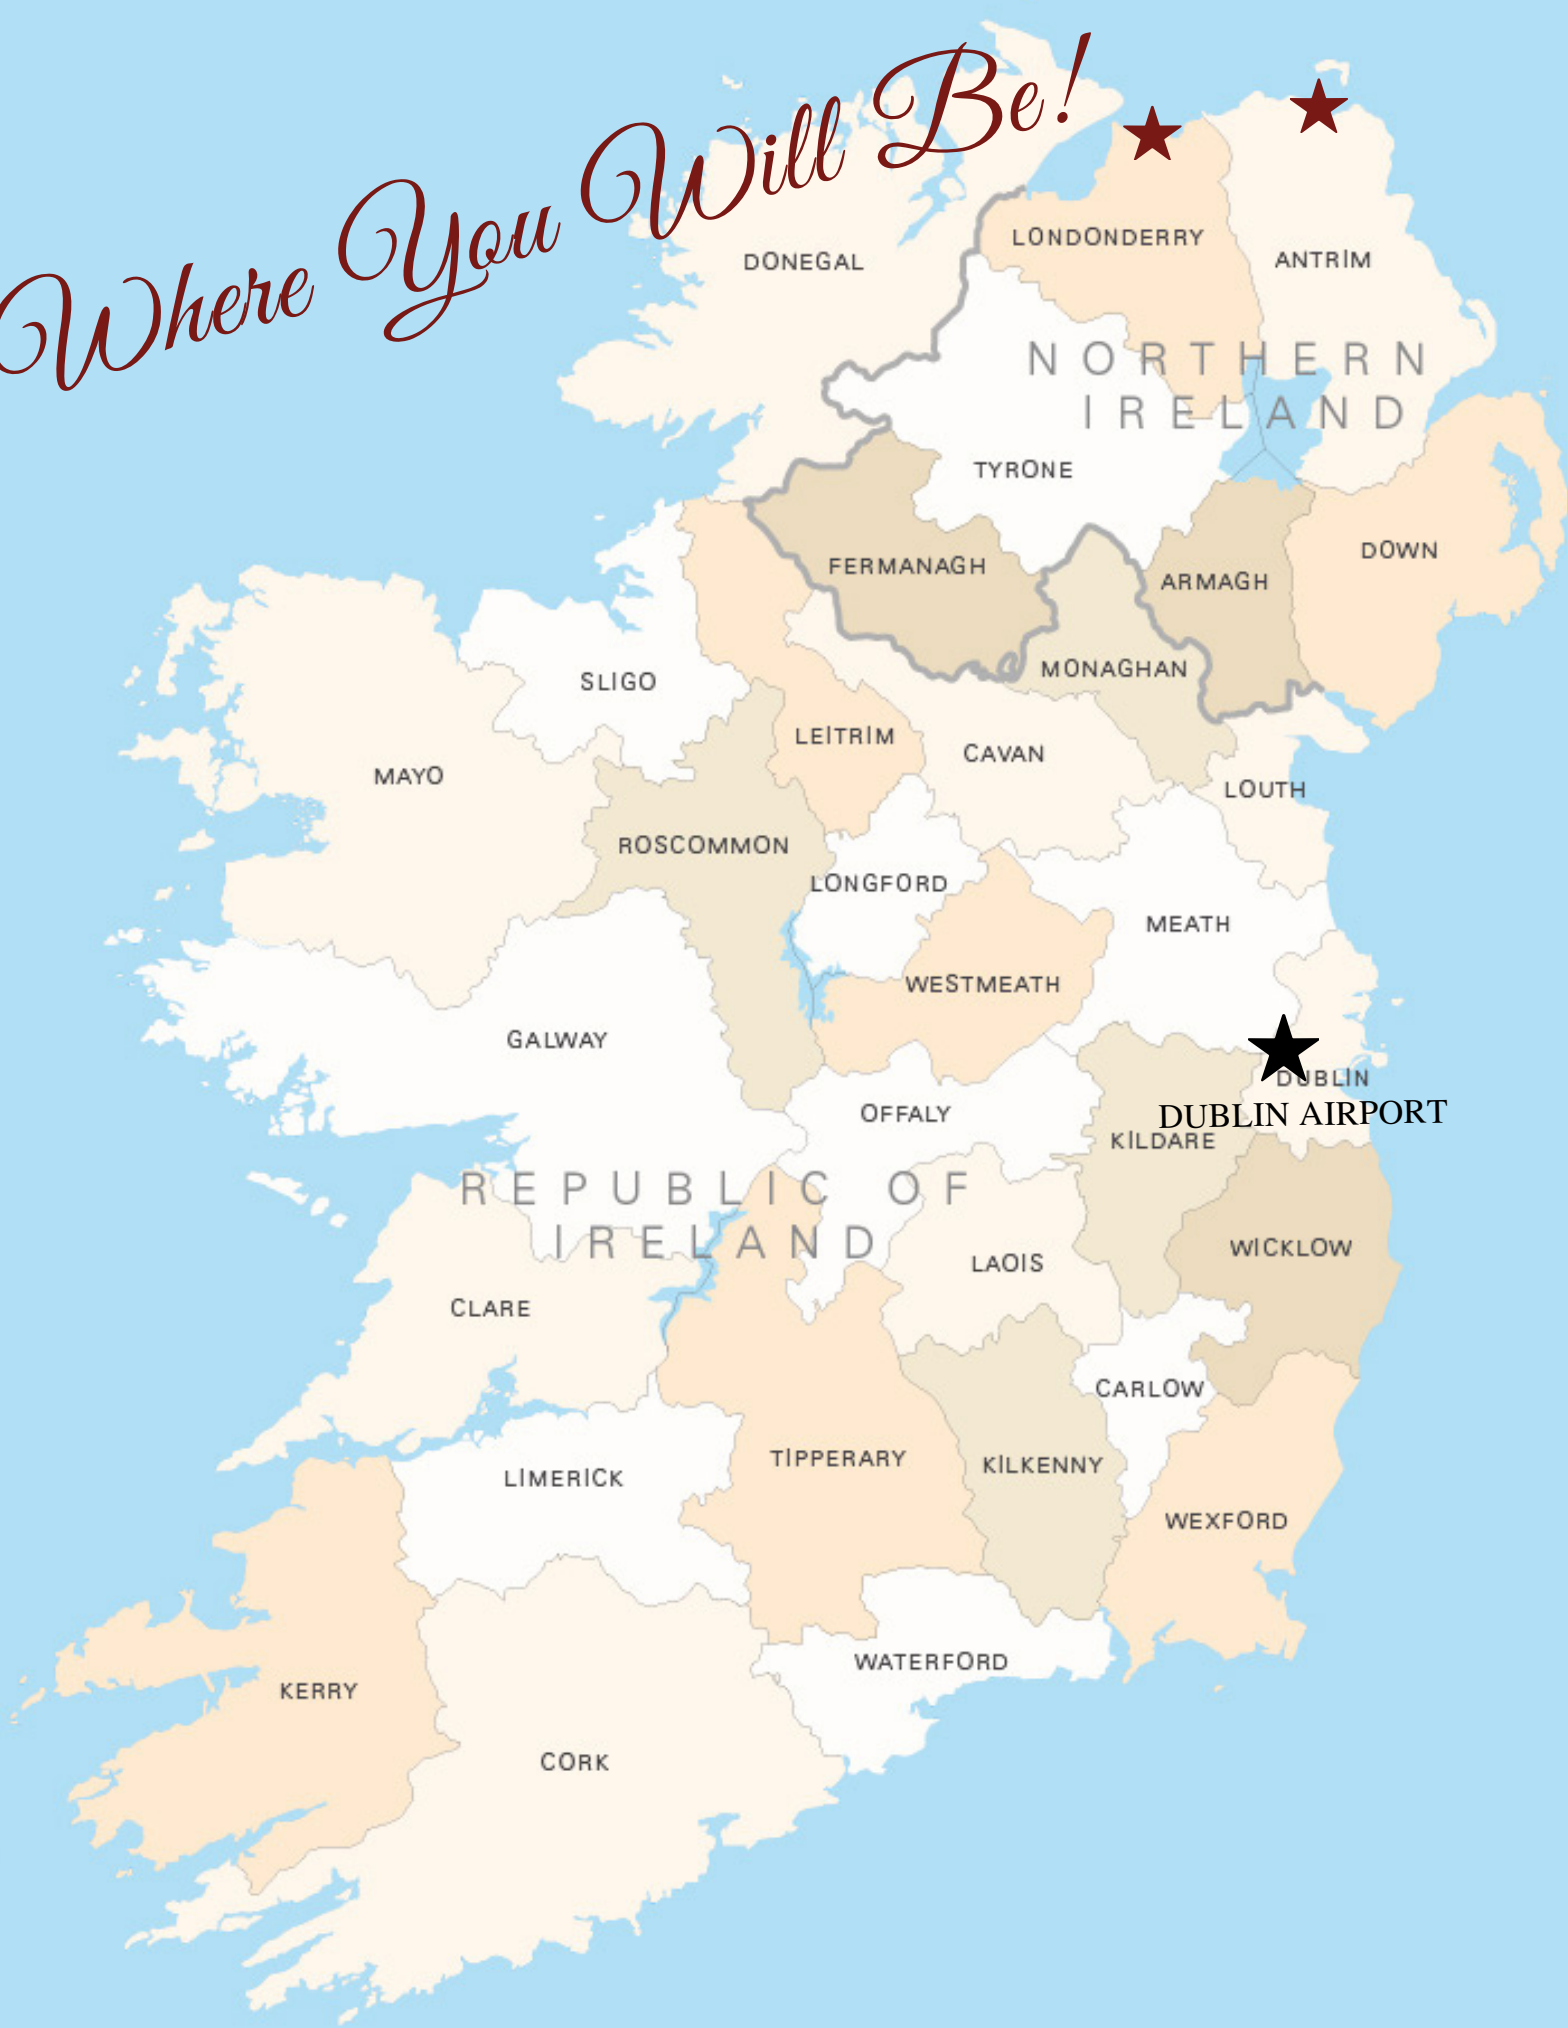 Where You Will Be!
LONDONDERRY
DONEGAL
ANTRIM
NORTHERN
IRELAND
TYRONE
DOWN
FERMANAGH
ARMAGH
MONAGHAN
SLIGO
LEITRIM
CAVAN
MAYO
LOUTH
ROSCOMMON
LONGFORD
MEATH
WESTMEATH
GALWAY
DUBLIN
DUBLIN AIRPORT
OFFALY
KILDARE
REPUBLIC OF
IRELAND
WICKLOW
LAOIS
CLARE
CARLOW
TIPPERARY
KILKENNY
LIMERICK
WEXFORD
WATERFORD
KERRY
CORK